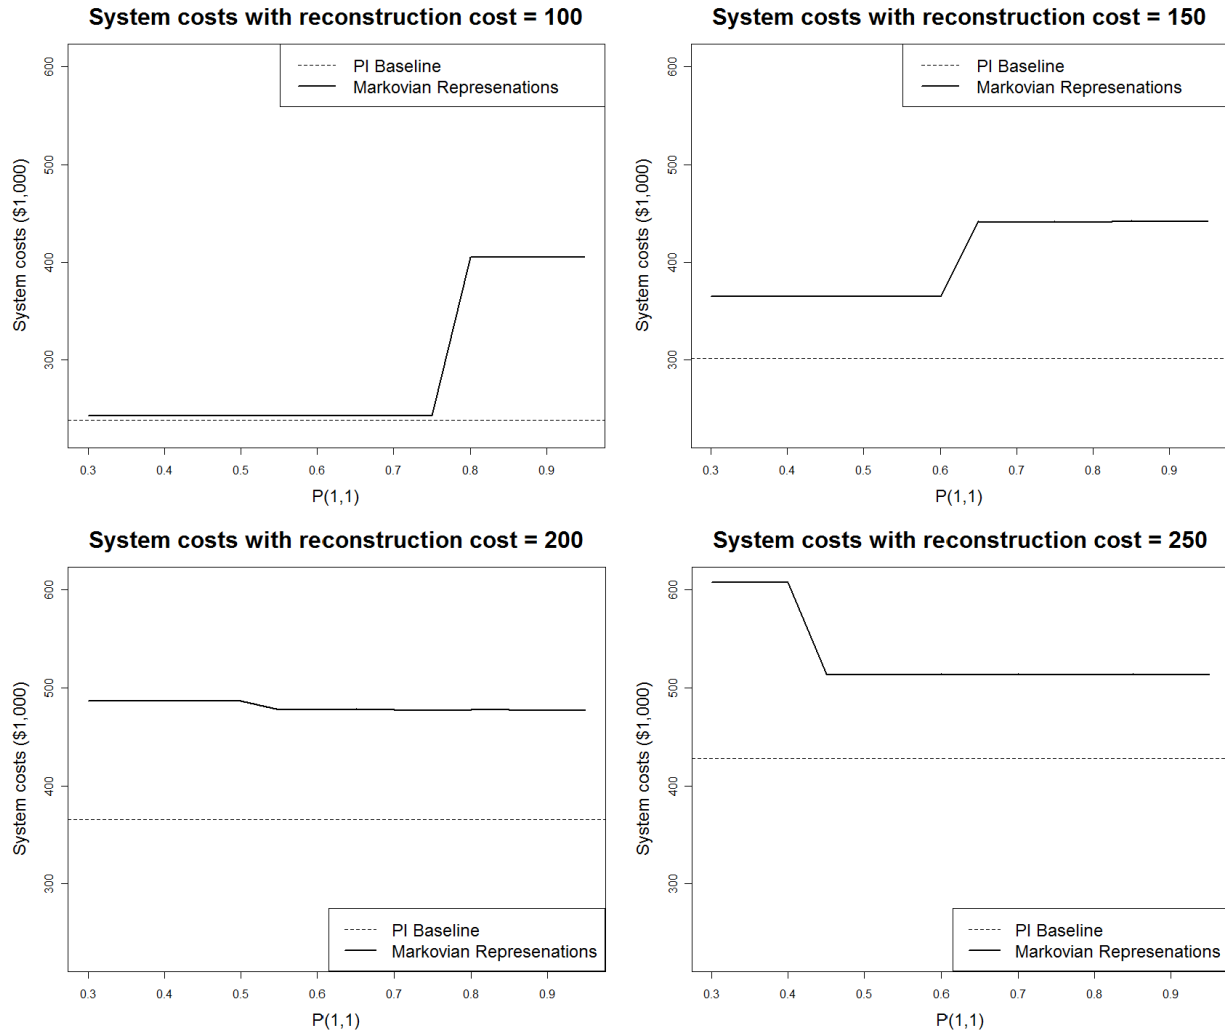 System costs with reconstruction cost = 100
PI Baseline
Markovian Represenations
System costs ($1,000)
600
500
400
300
0.3 0.4 0.5 0.6 0.7 0.8 0.9
P(1,1)
System costs with reconstruction cost = 150
PI Baseline
Markovian Represenations
System costs ($1,000)
600
500
400
300
0.3 0.4 0.5 0.6 0.7 0.8 0.9
P(1,1)
System costs with reconstruction cost = 200
System costs ($1,000)
600
500
400
300
PI Baseline
Markovian Represenations
0.3 0.4 0.5 0.6 0.7 0.8 0.9
P(1,1)
System costs with reconstruction cost = 250
System costs ($1,000)
600
500
400
300
PI Baseline
Markovian Represenations
0.3 0.4 0.5 0.6 0.7 0.8 0.9
P(1,1)